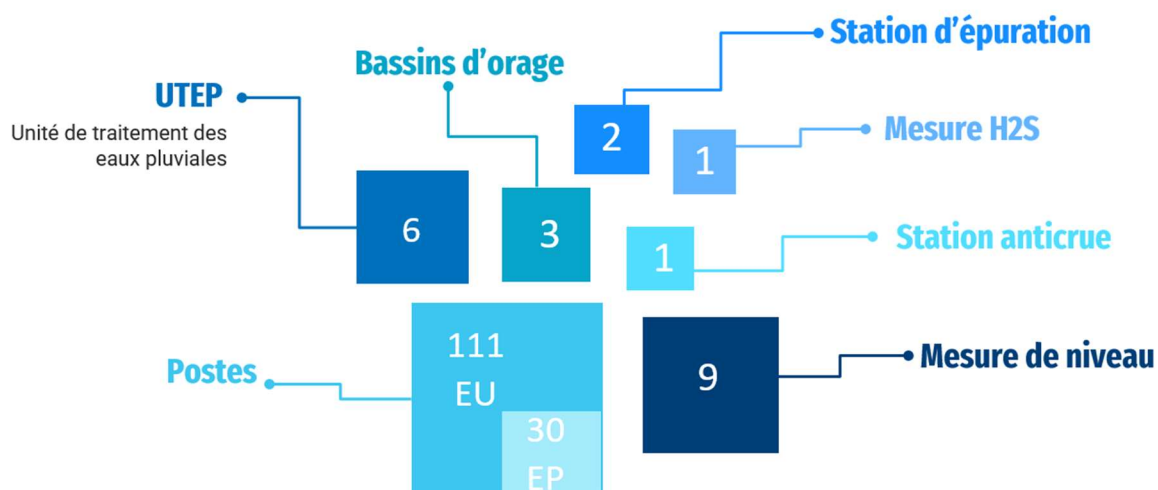 Station d'épuration
Bassins d'orage
UTEP
Unité de traitement des
eaux pluviales
2
Mesure H2S
1
6
3
Station anticrue
1
111
EU
Postes
30
EP
9
Mesure de niveau